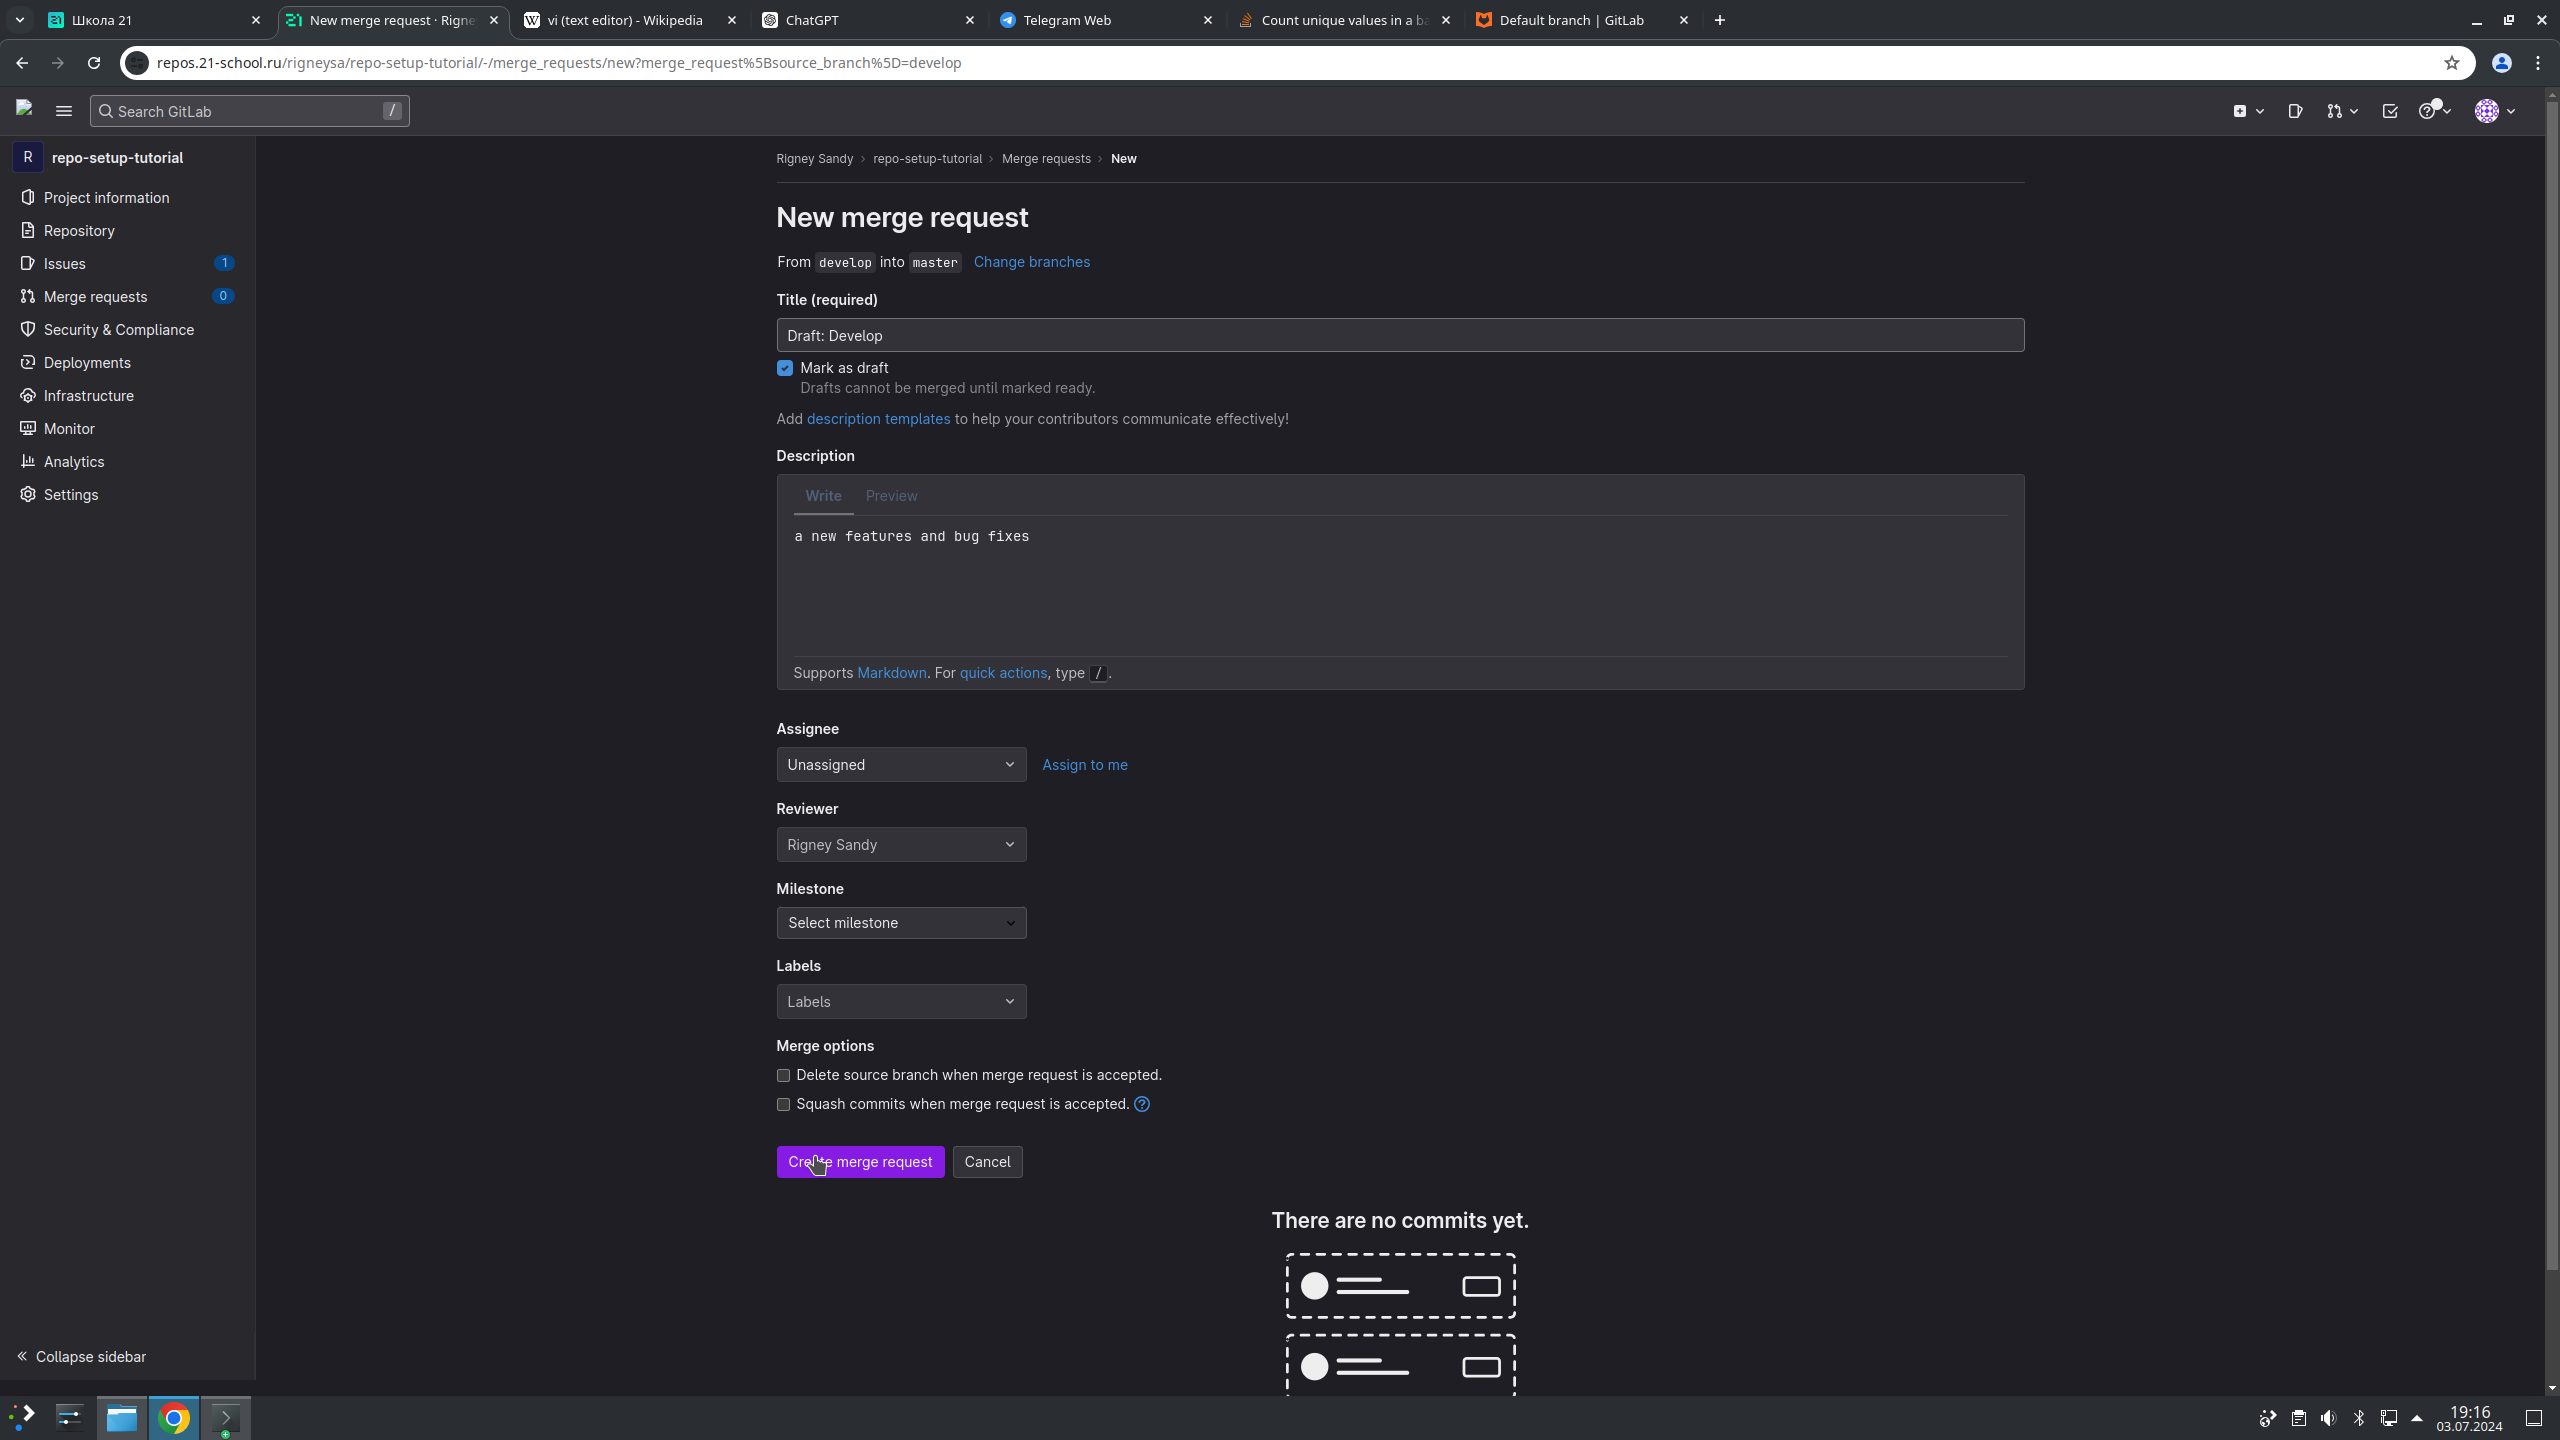 Школа 21
New merge request · Rigne
vi (text editor) - Wikipedia
ChatGPT
Telegram Web
Count unique values in a ba
Default branch | GitLab
repos.21-school.ru/rigneysa/repo-setup-tutorial/-/merge_requests/new?merge_request%5Bsource_branch%5D=develop
Search GitLab /
R repo-setup-tutorial
Project information
Repository
Issues 1
Merge requests 0
Security & Compliance
Deployments
Infrastructure
Monitor
Analytics
Settings
Collapse sidebar
Rigney Sandy › repo-setup-tutorial › Merge requests › New
New merge request
From develop into master Change branches
Title (required)
Draft: Develop
Mark as draft
Drafts cannot be merged until marked ready.
Add description templates to help your contributors communicate effectively!
Description
Write Preview
a new features and bug fixes
Supports Markdown. For quick actions, type /.
Assignee
Unassigned Assign to me
Reviewer
Rigney Sandy
Milestone
Select milestone
Labels
Labels
Merge options
Delete source branch when merge request is accepted.
Squash commits when merge request is accepted.
Create merge request Cancel
There are no commits yet.
19:16
03.07.2024